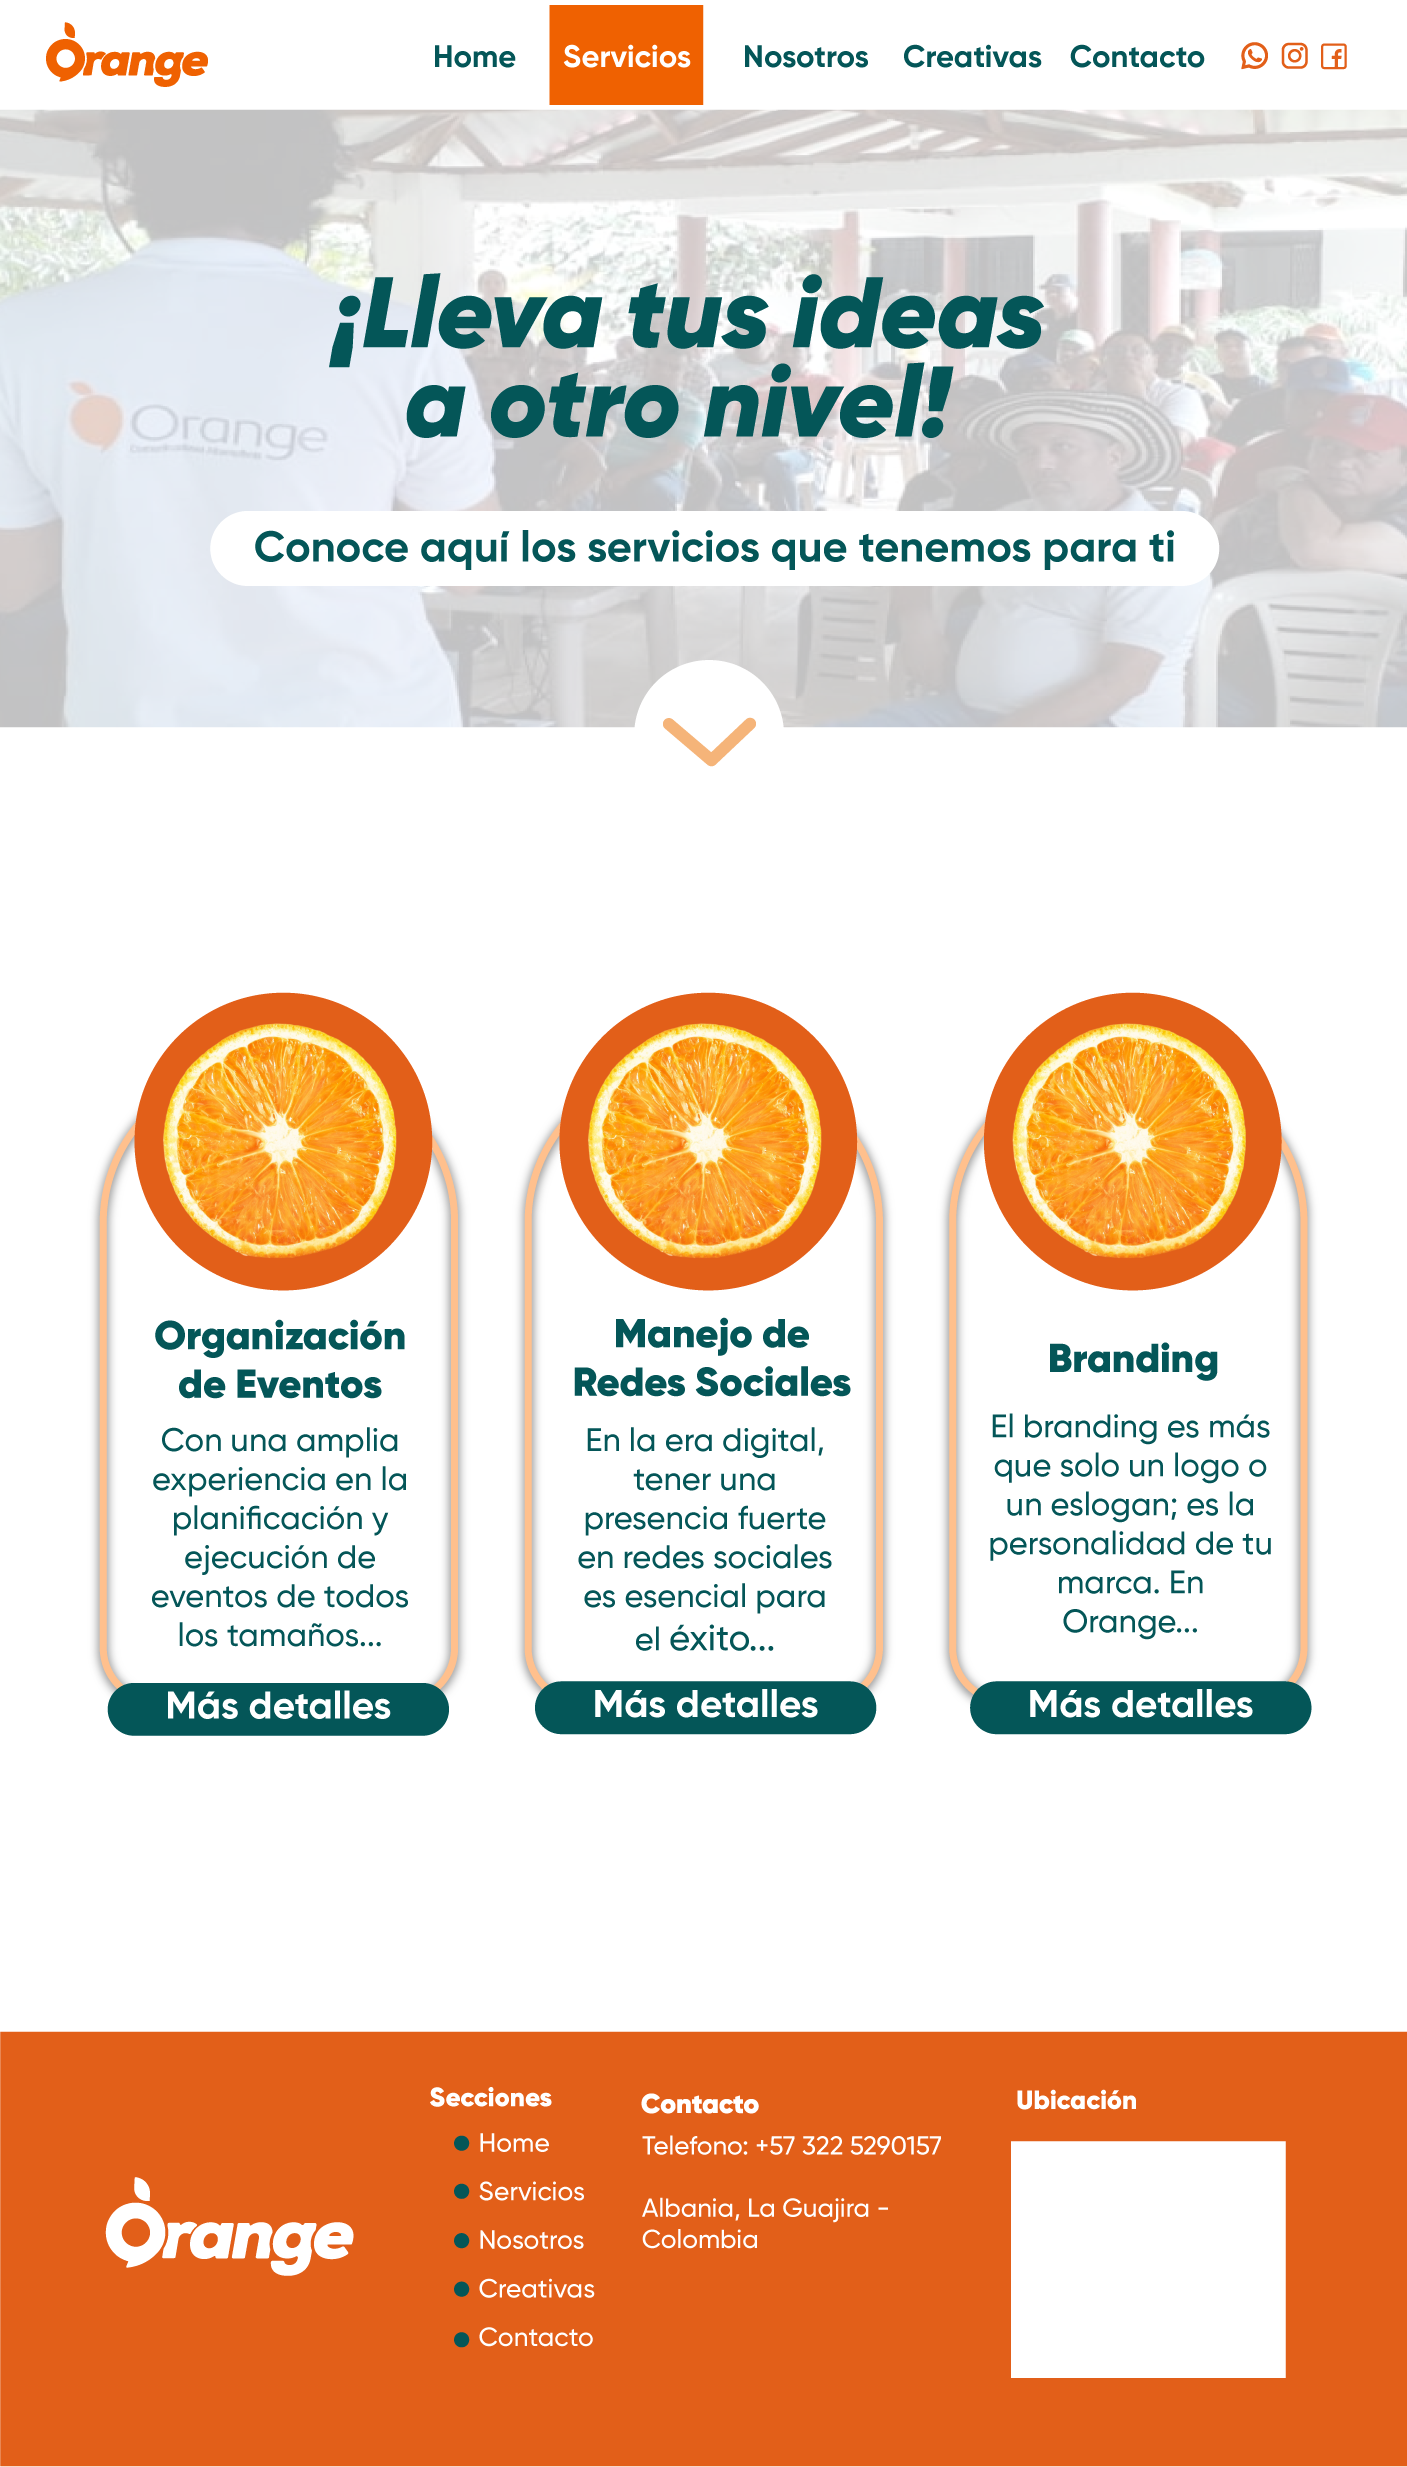 Orange
Home
Servicios
Nosotros
Creativas
Contacto
¡Lleva tus ideas
a otro nivel!
Orange
Conoce aquí los servicios que tenemos para ti
Organización
de Eventos
Con una amplia
experiencia en la
planificación y
ejecución de
eventos de todos
los tamaños...
Más detalles
Manejo de
Redes Sociales
En la era digital,
tener una
presencia fuerte
en redes sociales
es esencial para
el éxito...
Más detalles
Branding
El branding es más
que solo un logo o
un eslogan; es la
personalidad de tu
marca. En
Orange...
Más detalles
Orange
Secciones
Home
Servicios
Nosotros
Creativas
Contacto
Contacto
Telefono: +57 322 5290157
Albania, La Guajira -
Colombia
Ubicación